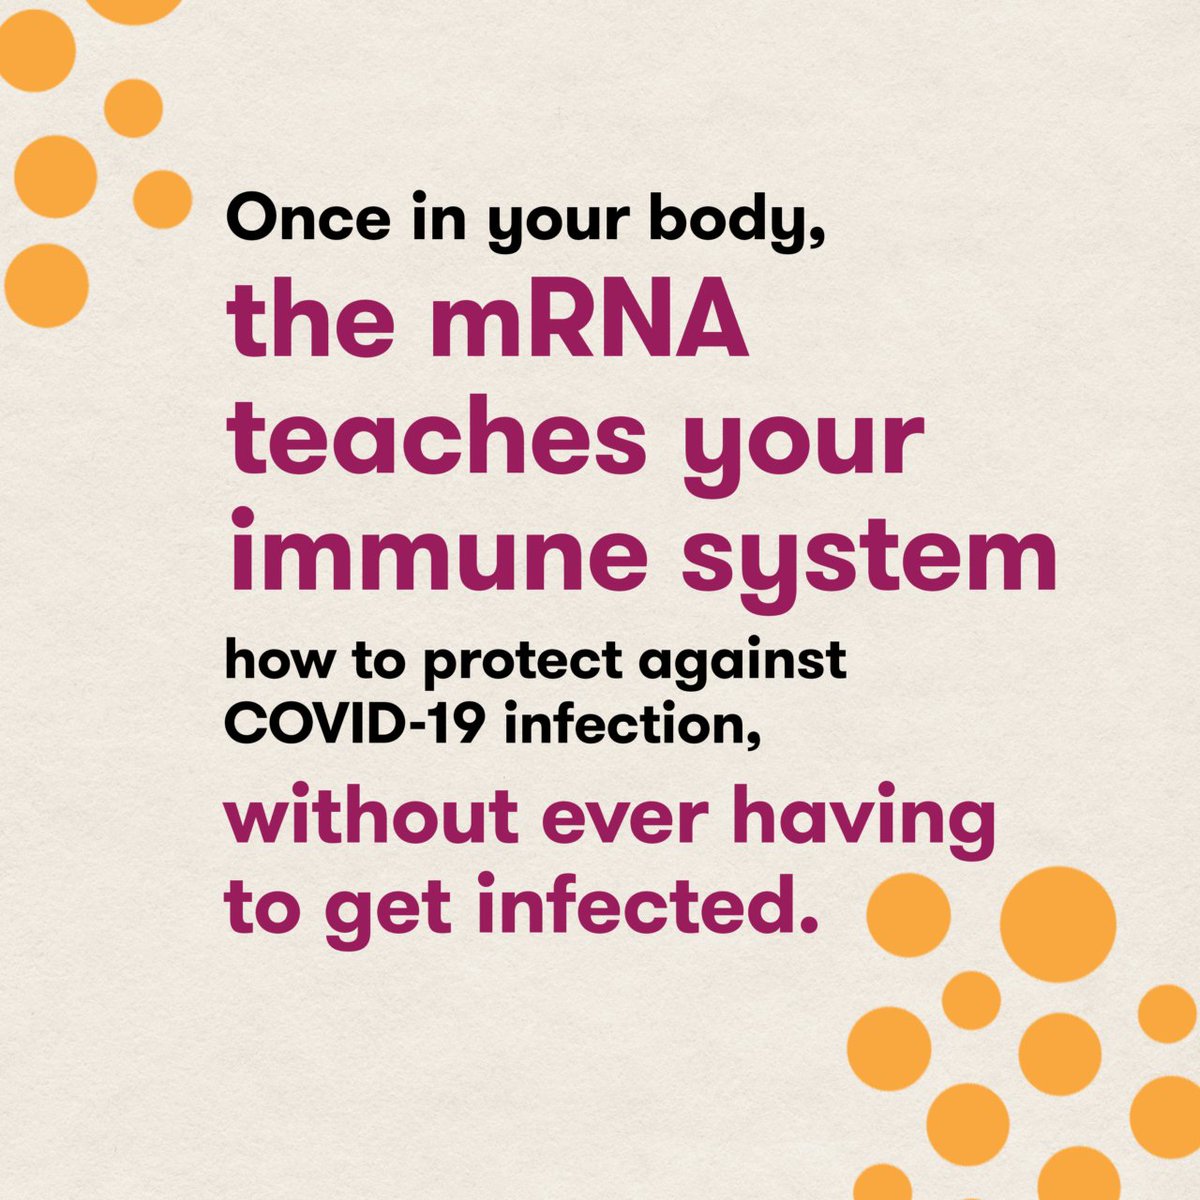 Once in your body,
the mRNA
teaches your
immune system
how to protect against
COVID-19 infection,
without ever having
to get infected.